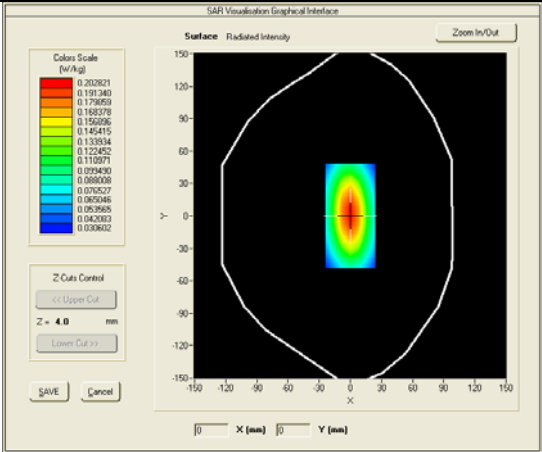 SAR Visualisation Graphical Interface
Surface Radiated Intensity
Zoom In/Out
Colors Scale
(W/kg)
0.202821
0.191340
0.179859
0.168378
0.156896
0.145415
0.133934
0.122452
0.110971
0.099490
0.088008
0.076527
0.065046
0.053565
0.042083
0.030602
150
120
90
60
30
0
-30
-60
-90
-120
-150
Y
-150 -120 -90 -60 -30 0 30 60 90 120 150
X
Z-Cuts Control
<< Upper Cut
Z = 4.0 mm
Lower Cut >>
SAVE Cancel
0 X (mm) 0 Y (mm)